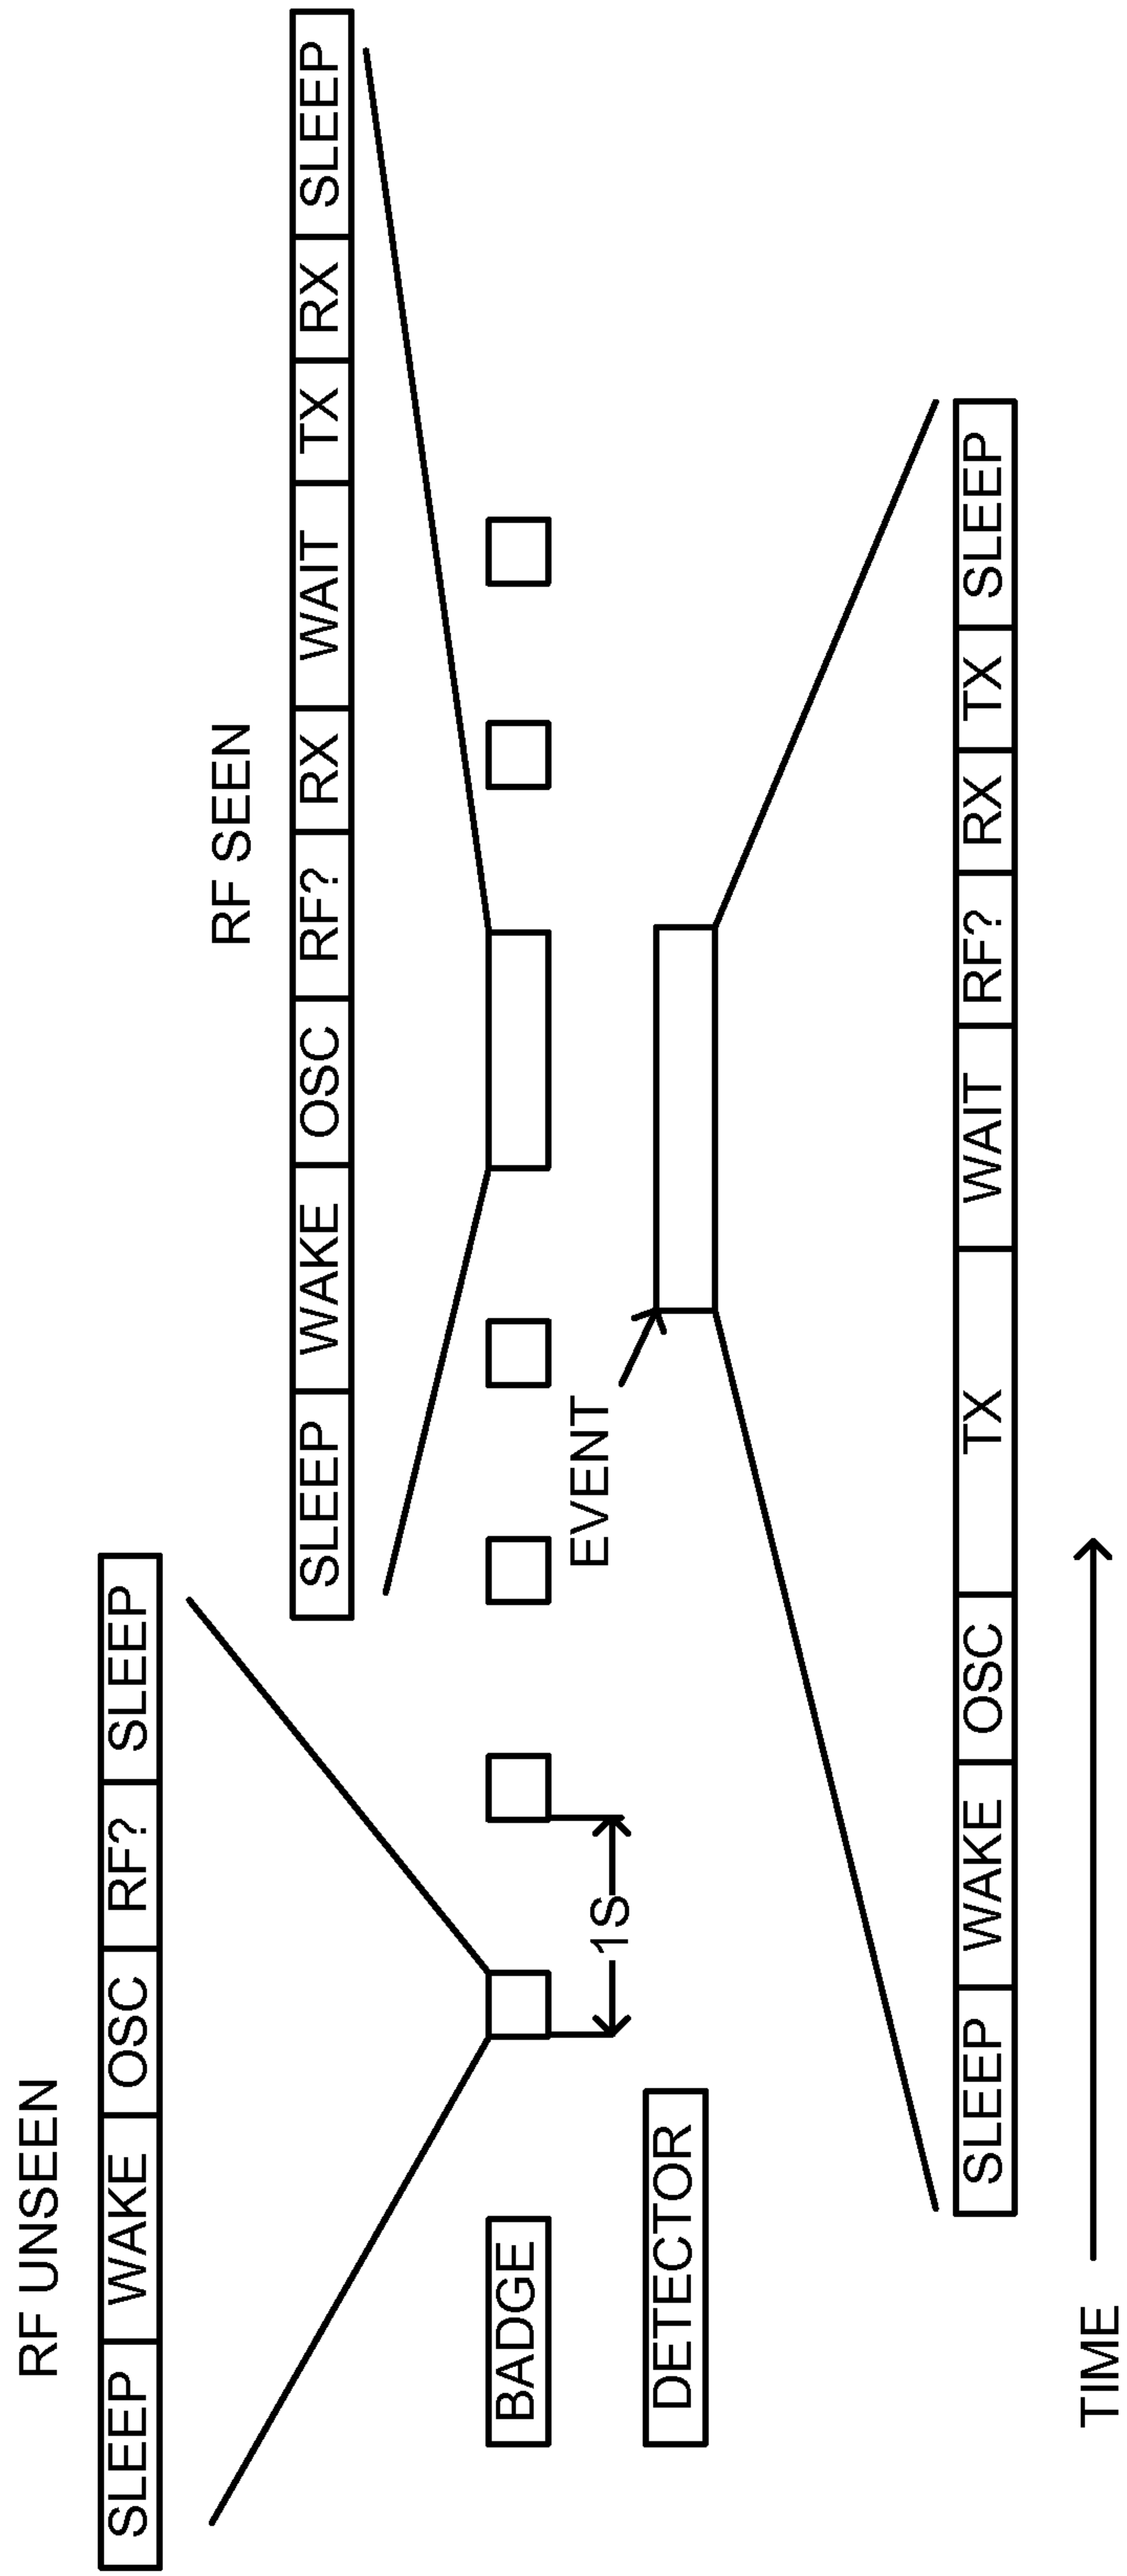 RF UNSEEN
SLEEP WAKE OSC RF? SLEEP
RF SEEN
SLEEP WAKE OSC RF? RX WAIT TX RX SLEEP
BADGE
EVENT
1S
DETECTOR
SLEEP WAKE OSC TX WAIT RF? RX TX SLEEP
TIME